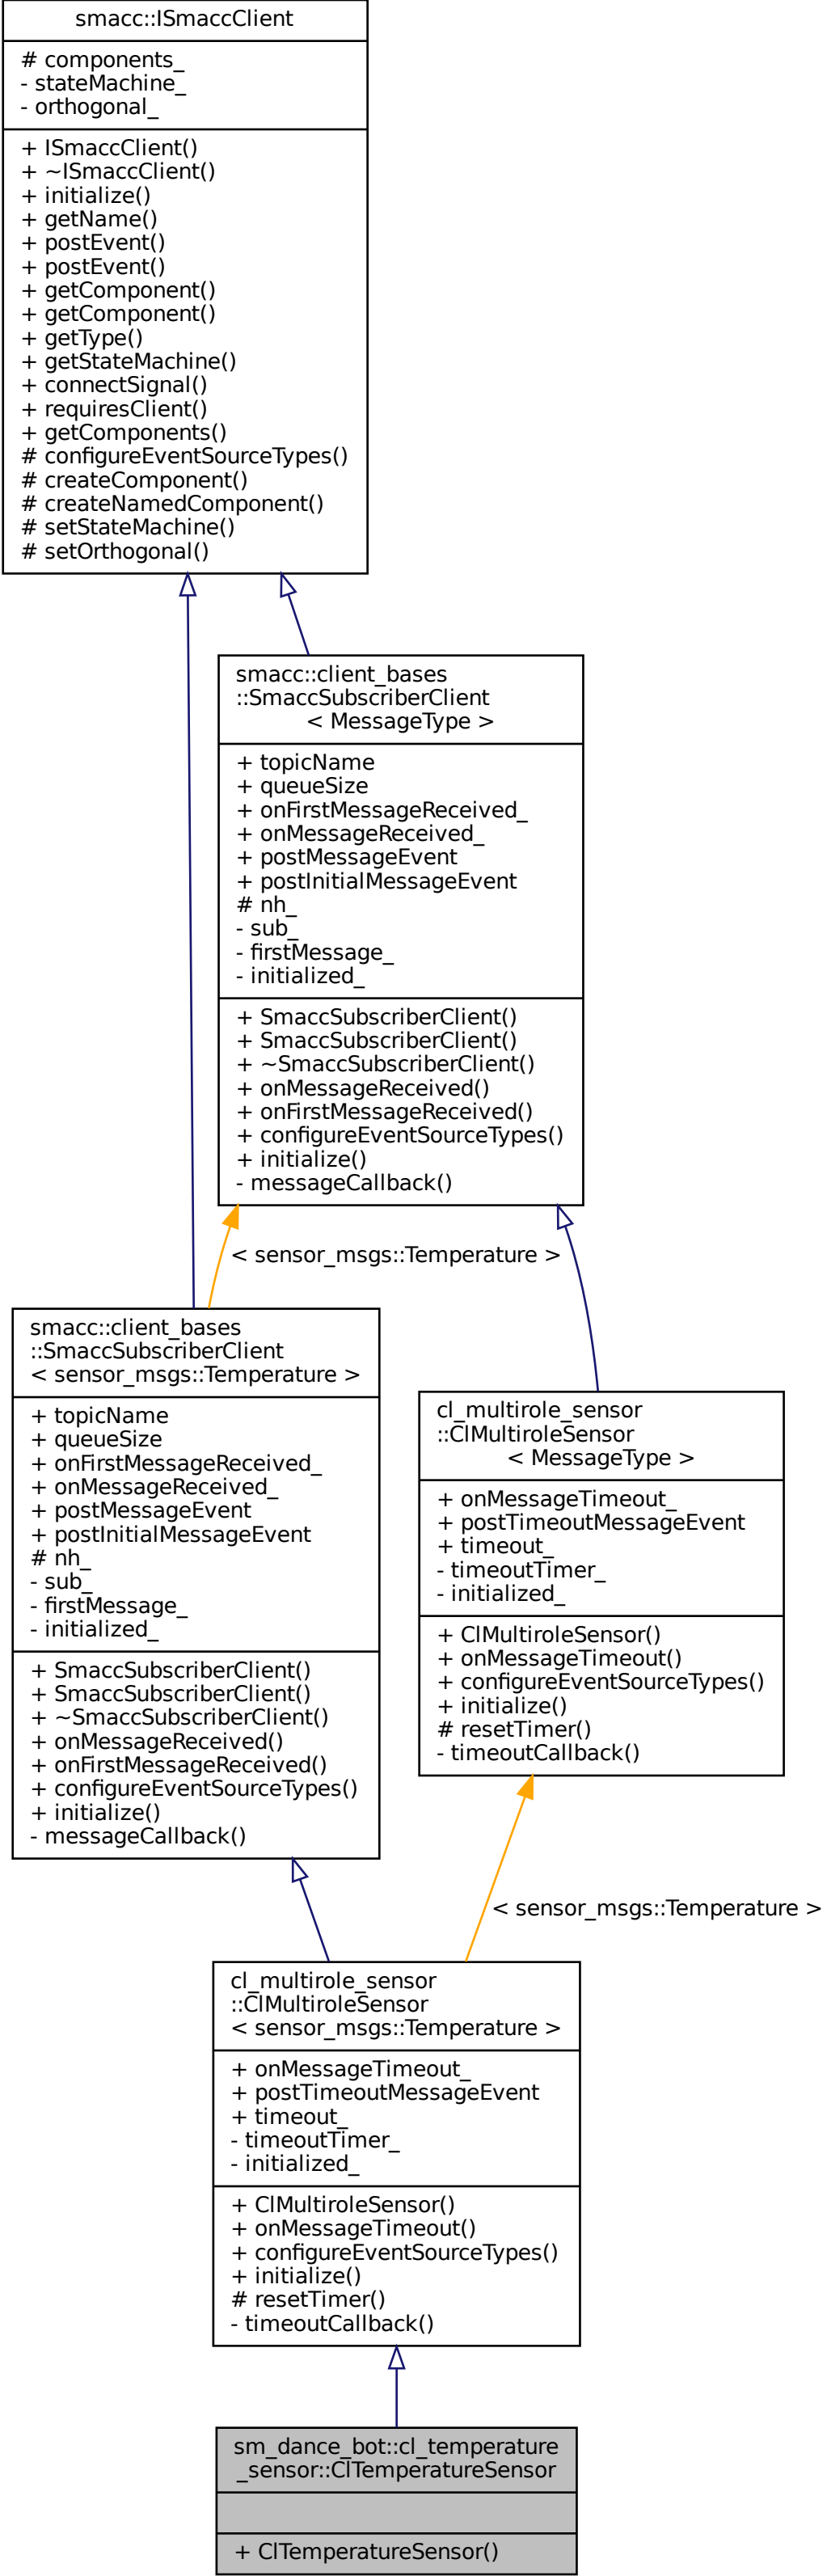 smacc::ISmaccClient
# components_
- stateMachine_
- orthogonal_
+ ISmaccClient()
+ ~ISmaccClient()
+ initialize()
+ getName()
+ postEvent()
+ postEvent()
+ getComponent()
+ getComponent()
+ getType()
+ getStateMachine()
+ connectSignal()
+ requiresClient()
+ getComponents()
# configureEventSourceTypes()
# createComponent()
# createNamedComponent()
# setStateMachine()
# setOrthogonal()
smacc::client_bases
::SmaccSubscriberClient
< MessageType >
+ topicName
+ queueSize
+ onFirstMessageReceived_
+ onMessageReceived_
+ postMessageEvent
+ postInitialMessageEvent
# nh_
- sub_
- firstMessage_
- initialized_
+ SmaccSubscriberClient()
+ SmaccSubscriberClient()
+ ~SmaccSubscriberClient()
+ onMessageReceived()
+ onFirstMessageReceived()
+ configureEventSourceTypes()
+ initialize()
- messageCallback()
< sensor_msgs::Temperature >
smacc::client_bases
::SmaccSubscriberClient
< sensor_msgs::Temperature >
+ topicName
+ queueSize
+ onFirstMessageReceived_
+ onMessageReceived_
+ postMessageEvent
+ postInitialMessageEvent
# nh_
- sub_
- firstMessage_
- initialized_
+ SmaccSubscriberClient()
+ SmaccSubscriberClient()
+ ~SmaccSubscriberClient()
+ onMessageReceived()
+ onFirstMessageReceived()
+ configureEventSourceTypes()
+ initialize()
- messageCallback()
cl_multirole_sensor
::ClMultiroleSensor
< MessageType >
+ onMessageTimeout_
+ postTimeoutMessageEvent
+ timeout_
- timeoutTimer_
- initialized_
+ ClMultiroleSensor()
+ onMessageTimeout()
+ configureEventSourceTypes()
+ initialize()
# resetTimer()
- timeoutCallback()
< sensor_msgs::Temperature >
cl_multirole_sensor
::ClMultiroleSensor
< sensor_msgs::Temperature >
+ onMessageTimeout_
+ postTimeoutMessageEvent
+ timeout_
- timeoutTimer_
- initialized_
+ ClMultiroleSensor()
+ onMessageTimeout()
+ configureEventSourceTypes()
+ initialize()
# resetTimer()
- timeoutCallback()
sm_dance_bot::cl_temperature
_sensor::ClTemperatureSensor
+ ClTemperatureSensor()